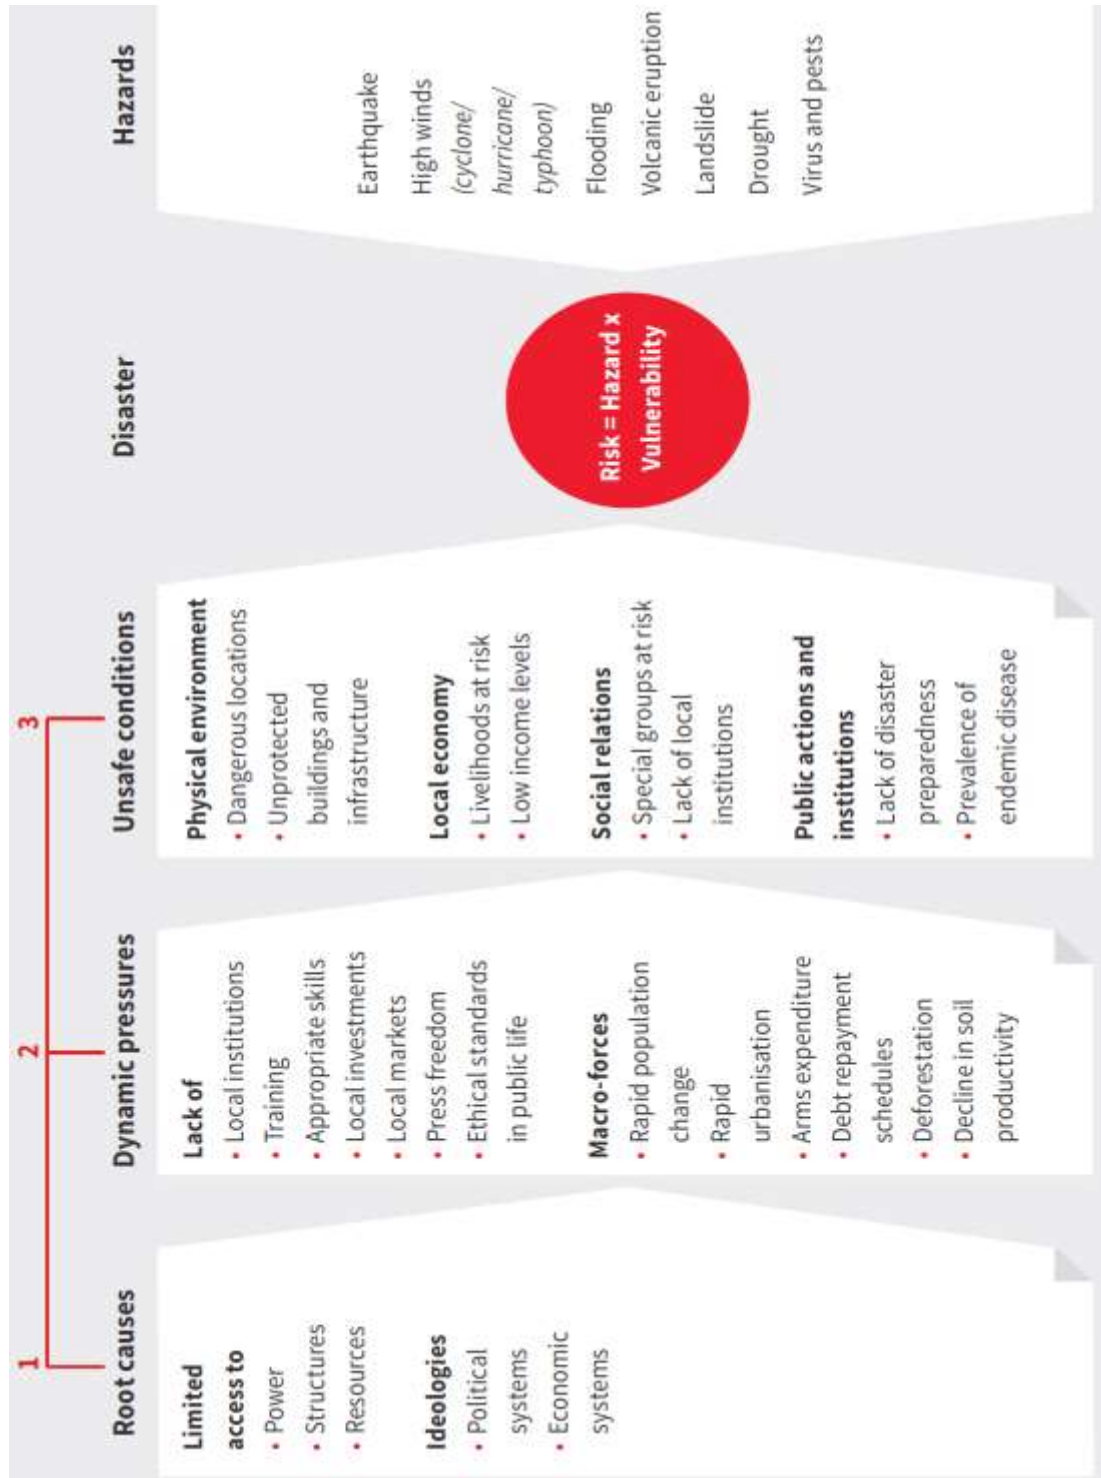 1
2
3
Root causes
Dynamic pressures
Unsafe conditions
Disaster
Hazards
Limited
access to
• Power
• Structures
• Resources
Ideologies
• Political
systems
• Economic
systems
Lack of
• Local institutions
• Training
• Appropriate skills
• Local investments
• Local markets
• Press freedom
• Ethical standards
in public life
Macro-forces
• Rapid population
change
• Rapid
urbanisation
• Arms expenditure
• Debt repayment
schedules
• Deforestation
• Decline in soil
productivity
Physical environment
• Dangerous locations
• Unprotected
buildings and
infrastructure
Local economy
• Livelihoods at risk
• Low income levels
Social relations
• Special groups at risk
• Lack of local
institutions
Public actions and
institutions
• Lack of disaster
preparedness
• Prevalence of
endemic disease
Risk = Hazard x
Vulnerability
Earthquake
High winds
(cyclone/
hurricane/
typhoon)
Flooding
Volcanic eruption
Landslide
Drought
Virus and pests